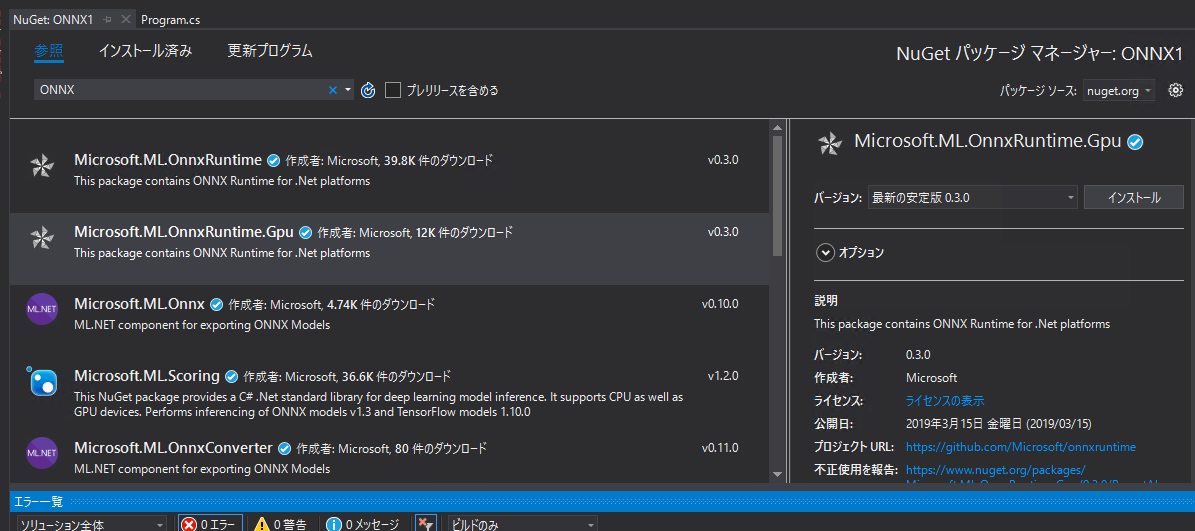 NuGet: ONNX1
Program.cs
参照 インストール済み 更新プログラム
NuGet パッケージ マネージャー: ONNX1
ONNX
プレリリースを含める
パッケージ ソース: nuget.org
Microsoft.ML.OnnxRuntime 作成者: Microsoft, 39.8K 件のダウンロード v0.3.0
This package contains ONNX Runtime for .Net platforms
Microsoft.ML.OnnxRuntime.Gpu 作成者: Microsoft, 12K 件のダウンロード v0.3.0
This package contains ONNX Runtime for .Net platforms
ML.NET
Microsoft.ML.Onnx 作成者: Microsoft, 4.74K 件のダウンロード v0.10.0
ML.NET component for exporting ONNX Models
Microsoft.ML.Scoring 作成者: Microsoft, 36.6K 件のダウンロード v1.2.0
This NuGet package provides a C# .Net standard library for deep learning model inference. It supports CPU as well as
GPU devices. Performs inferencing of ONNX models v1.3 and TensorFlow models 1.10.0
ML.NET
Microsoft.ML.OnnxConverter 作成者: Microsoft, 80 件のダウンロード v0.11.0
ML.NET component for exporting ONNX Models
Microsoft.ML.OnnxRuntime.Gpu
バージョン: 最新の安定版 0.3.0 インストール
オプション
説明
This package contains ONNX Runtime for .Net platforms
バージョン: 0.3.0
作成者: Microsoft
ライセンス: ライセンスの表示
公開日: 2019年3月15日 金曜日 (2019/03/15)
プロジェクト URL: https://github.com/Microsoft/onnxruntime
不正使用を報告: https://www.nuget.org/packages/
エラー一覧
ソリューション全体 0 エラー 0 警告 0 メッセージ ビルドのみ